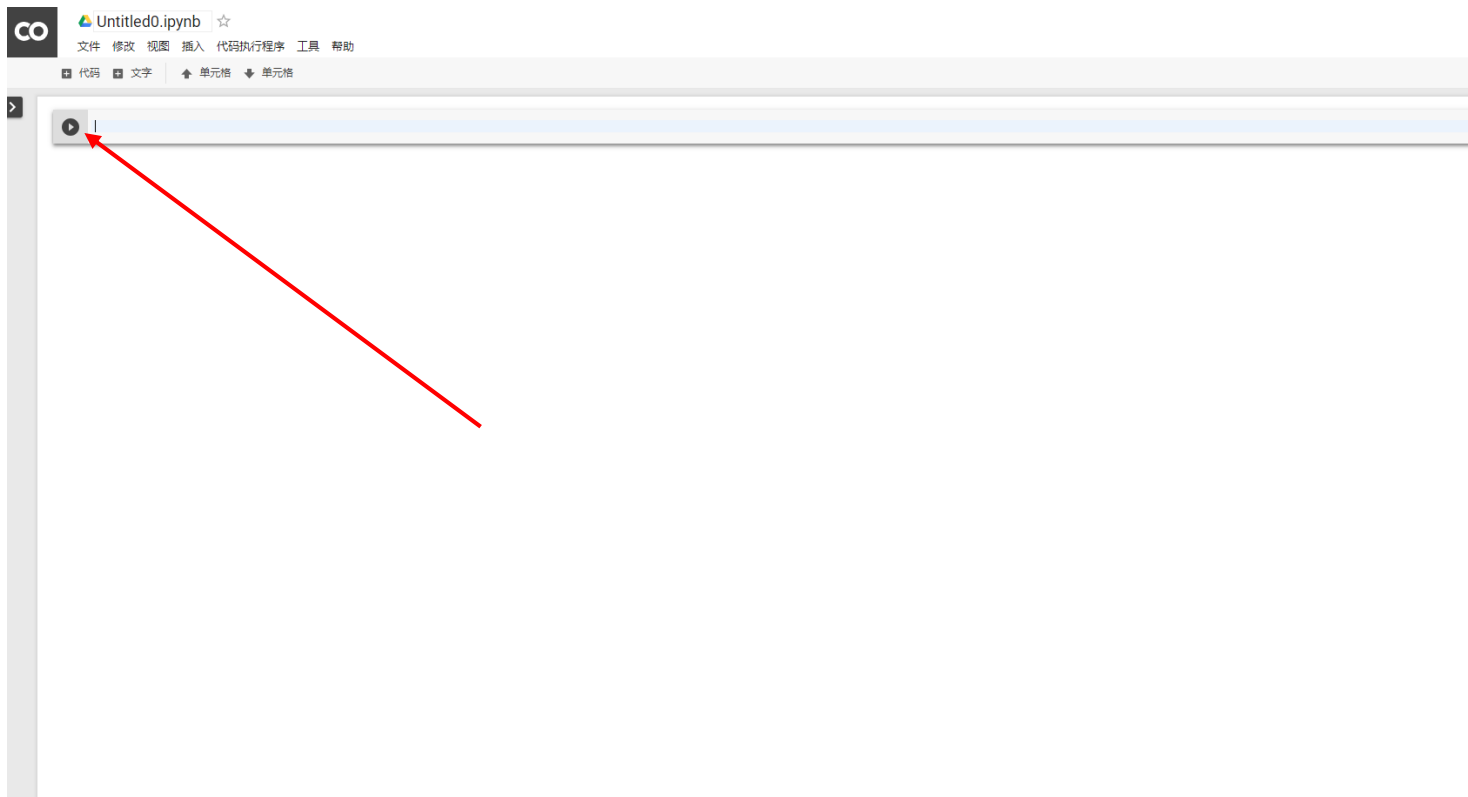 CO Untitled0.ipynb
文件 修改 视图 插入 代码执行程序 工具 帮助
代码 文字 单元格 单元格